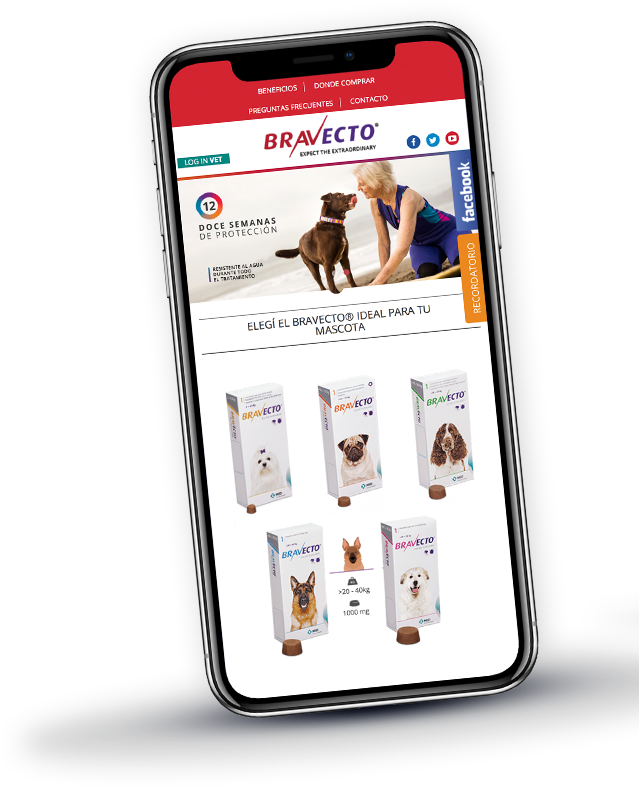 BENEFICIOS | DONDE COMPRAR
PREGUNTAS FRECUENTES | CONTACTO
LOG IN VET
BRAVECTO®
EXPECT THE EXTRAORDINARY
facebook
12
DOCE SEMANAS
DE PROTECCIÓN
RESISTENTE AL AGUA
DURANTE TODO
EL TRATAMIENTO
RECORDATORIO
ELEGÍ EL BRAVECTO® IDEAL PARA TU
MASCOTA
BRAVECTO
BRAVECTO
BRAVECTO
BRAVECTO
>20 - 40kg
1000 mg
BRAVECTO